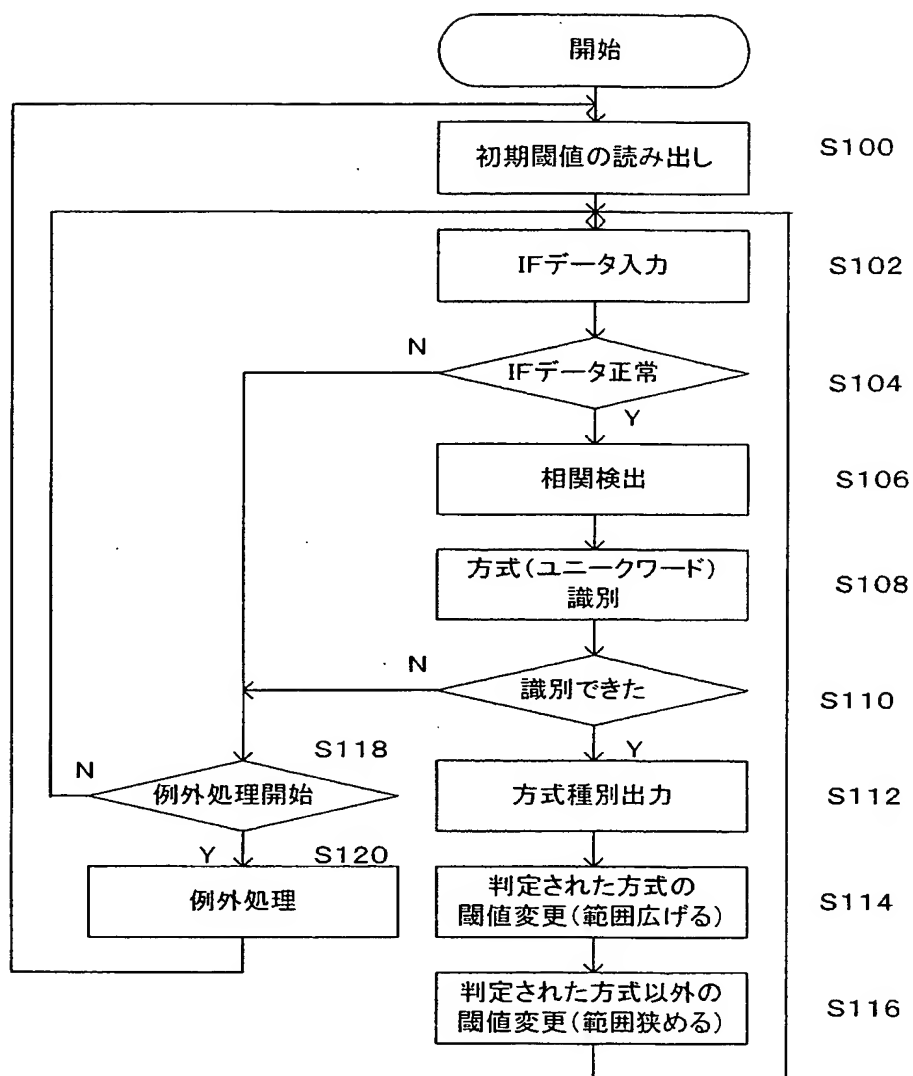 開始
初期閾値の読み出し
S100
IFデータ入力
S102
N
IFデータ正常
S104
Y
相関検出
S106
方式(ユニークワード)
識別
S108
N
識別できた
S110
Y
S118
N
例外処理開始
方式種別出力
S112
Y
S120
例外処理
判定された方式の
閾値変更(範囲広げる)
S114
判定された方式以外の
閾値変更(範囲狭める)
S116